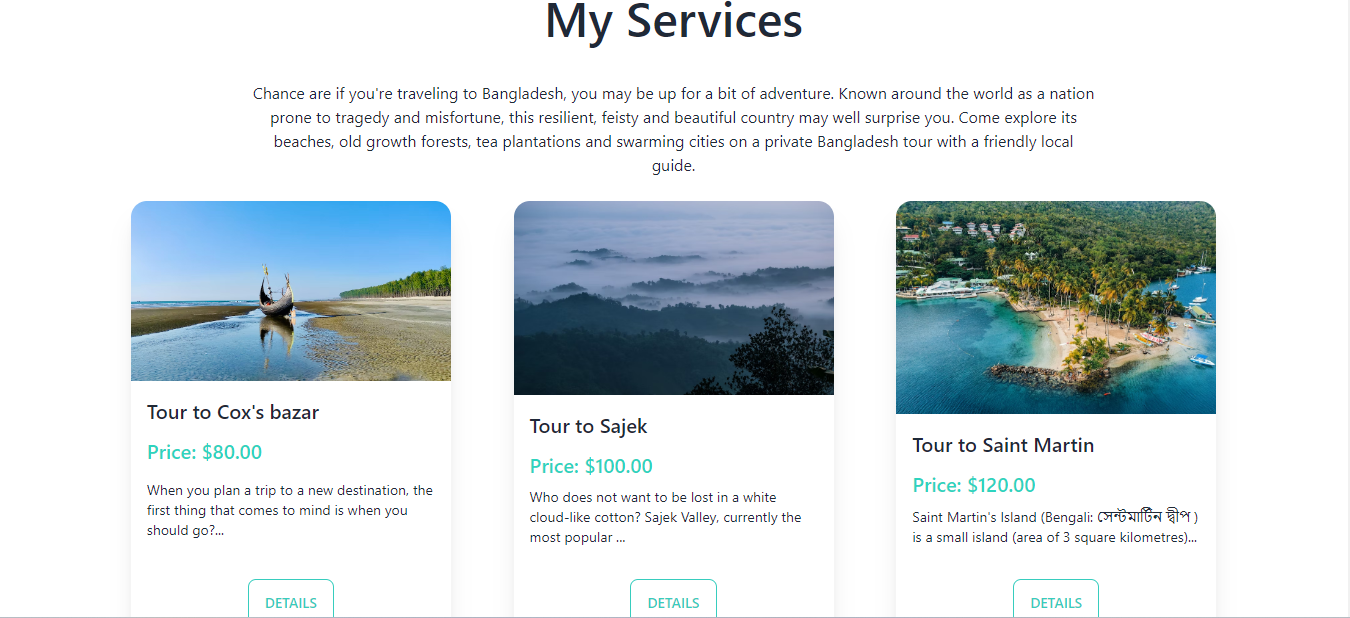 My Services
Chance are if you're traveling to Bangladesh, you may be up for a bit of adventure. Known around the world as a nation
prone to tragedy and misfortune, this resilient, feisty and beautiful country may well surprise you. Come explore its
beaches, old growth forests, tea plantations and swarming cities on a private Bangladesh tour with a friendly local
guide.
Tour to Cox's bazar
Price: $80.00
When you plan a trip to a new destination, the
first thing that comes to mind is when you
should go?...
DETAILS
Tour to Sajek
Price: $100.00
Who does not want to be lost in a white
cloud-like cotton? Sajek Valley, currently the
most popular ...
DETAILS
Tour to Saint Martin
Price: $120.00
Saint Martin's Island (Bengali: সেন্টমার্টিন দ্বীপ )
is a small island (area of 3 square kilometres)...
DETAILS